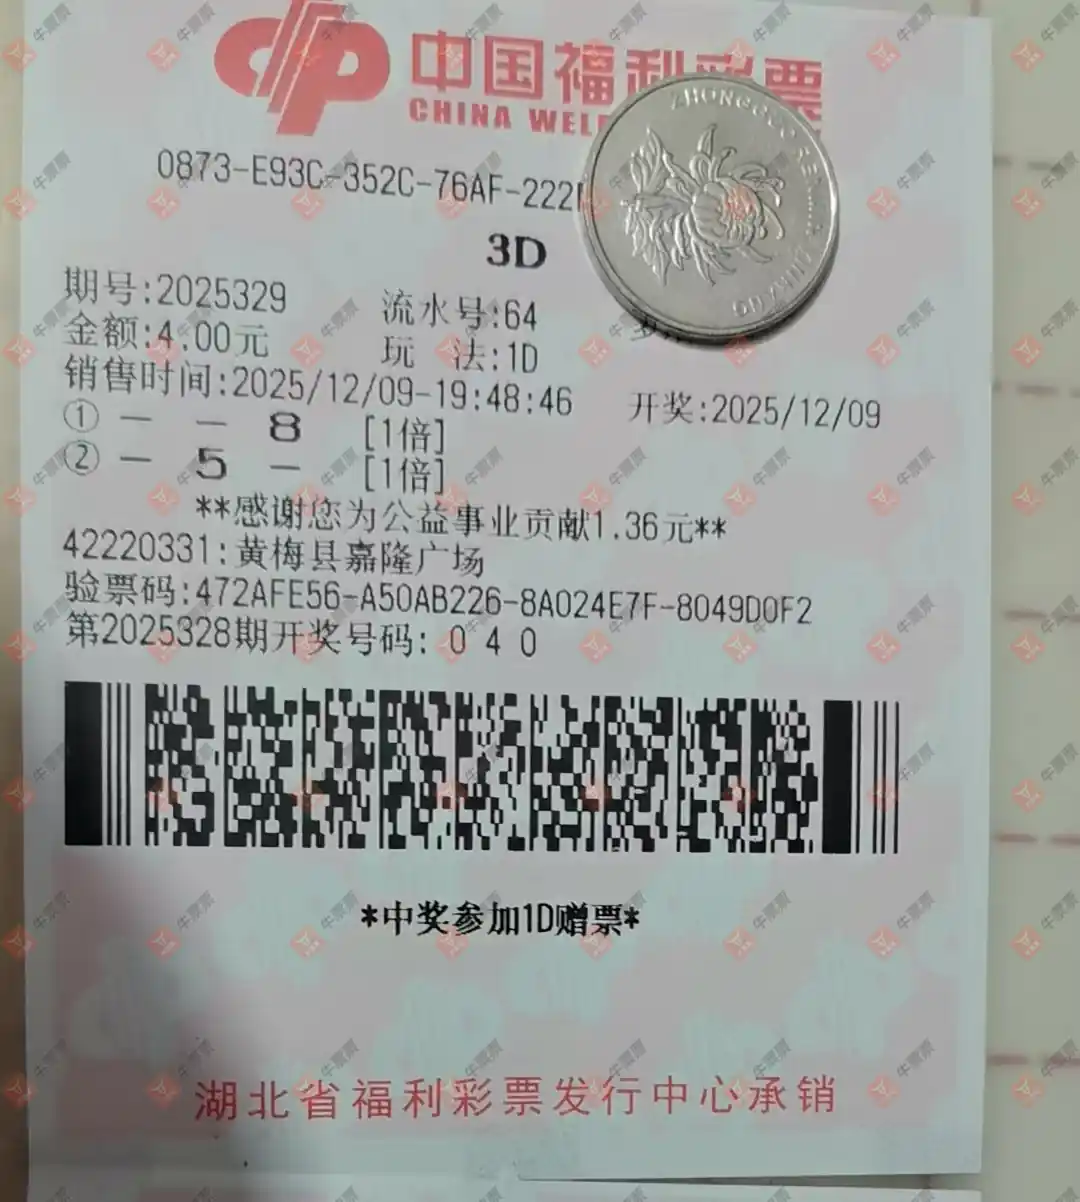 中国福利彩票
CHINA WEL
0873-E93C-352C-76AF-222
3D
ZHONGGUO REN
期号:2025329 流水号:64
金额:4.00元 玩 法:1D
销售时间:2025/12/09-19:48:46 开奖:2025/12/09
① - - 8 [1倍]
② - 5 - [1倍]
**感谢您为公益事业贡献1.36元**
42220331:黄梅县嘉隆广场
验票码:472AFE56-A50AB226-8A024E7F-8049D0F2
第2025328期开奖号码: 0 4 0
*中奖参加1D赠票*
湖北省福利彩票发行中心承销
牛票票